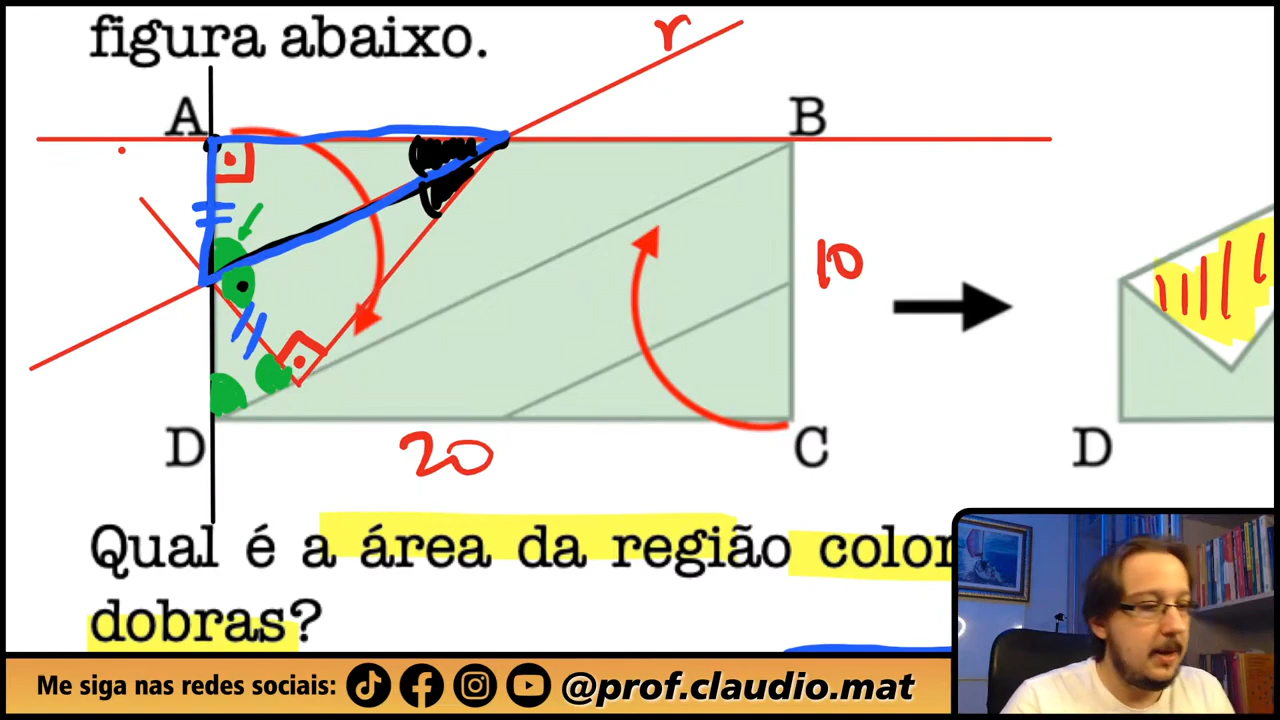 figura abaixo.
r
A
B
10
D
20
C
D
Qual é a área da região color
dobras?
Me siga nas redes sociais: @prof.claudio.mat